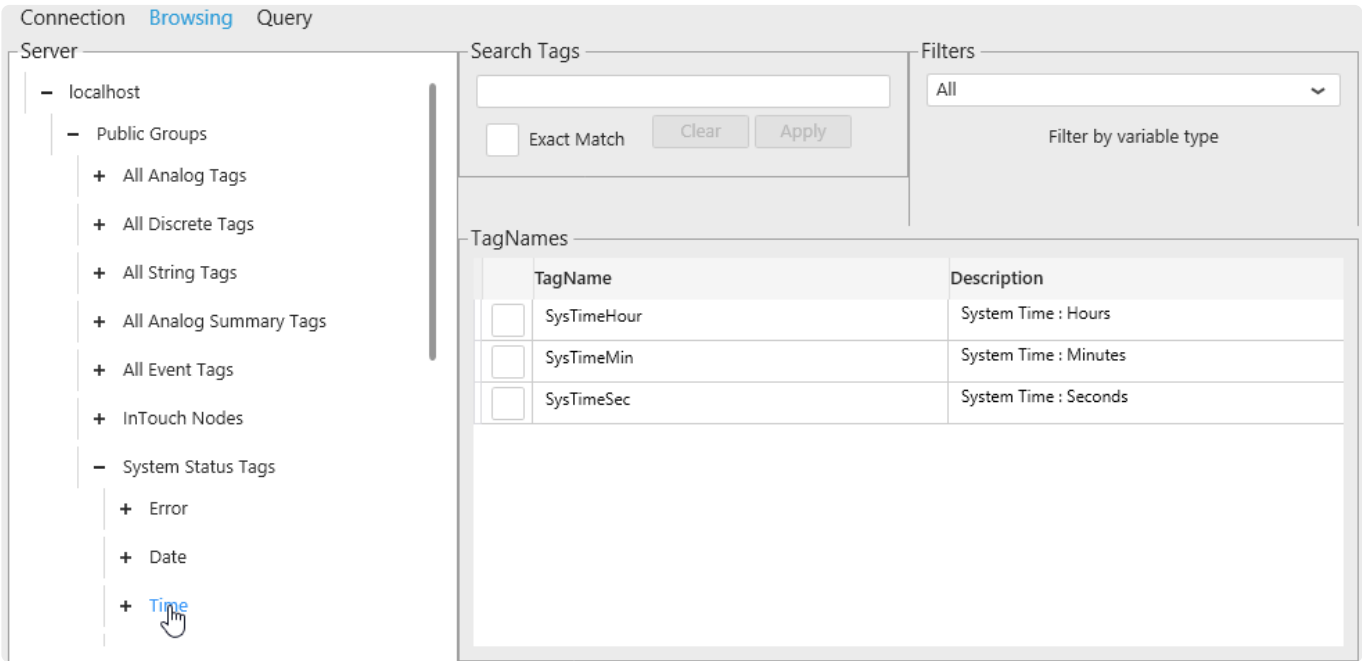 Connection Browsing Query
Server
− localhost
− Public Groups
+ All Analog Tags
+ All Discrete Tags
+ All String Tags
+ All Analog Summary Tags
+ All Event Tags
+ InTouch Nodes
− System Status Tags
+ Error
+ Date
+ Time
Search Tags
Exact Match Clear Apply
Filters
All
Filter by variable type
TagNames
TagName Description
SysTimeHour System Time : Hours
SysTimeMin System Time : Minutes
SysTimeSec System Time : Seconds